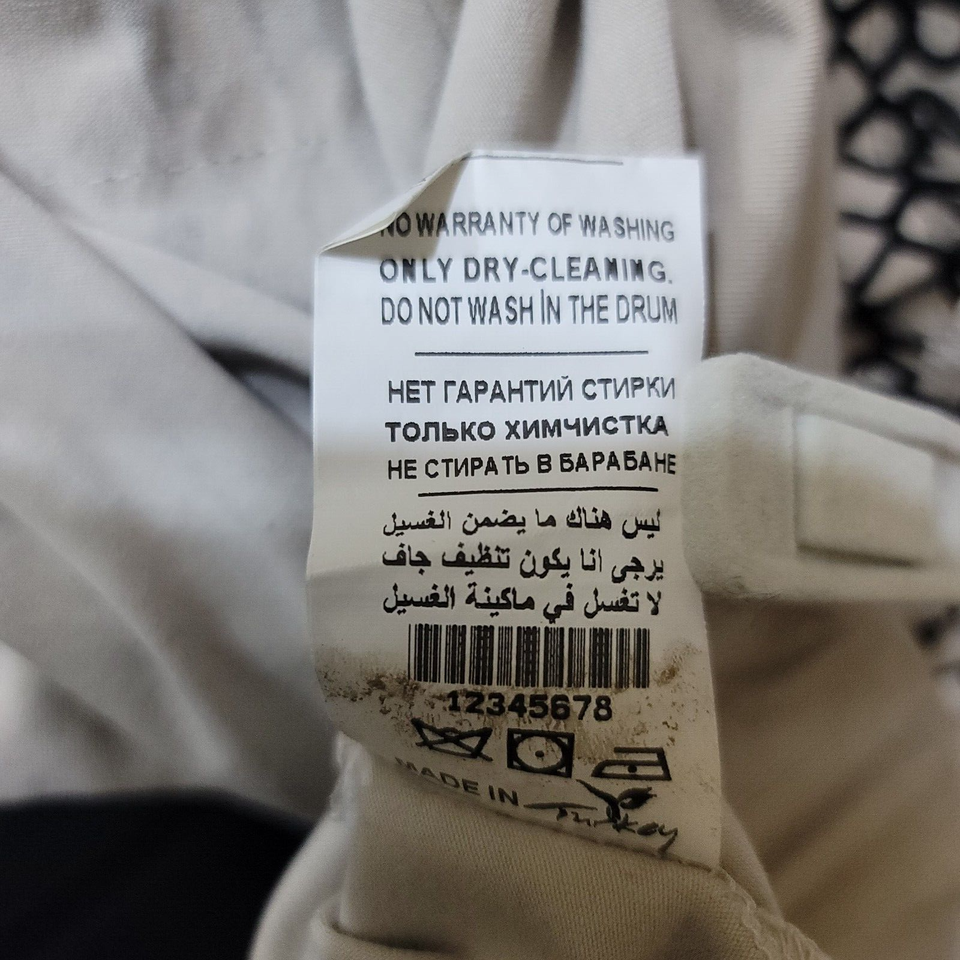 NO WARRANTY OF WASHING
ONLY DRY-CLEANING.
DO NOT WASH İN THE DRUM
НЕТ ГАРАНТИЙ СТИРКИ
ТОЛЬКО ХИМЧИСТКА
НЕ СТИРАТЬ В БАРАБАНЕ
ليس هناك ما يضمن الغسيل
يرجى انا يكون تنظيف جاف
لا تغسل في ماكينة الغسيل
12345678
MADE IN Turkey